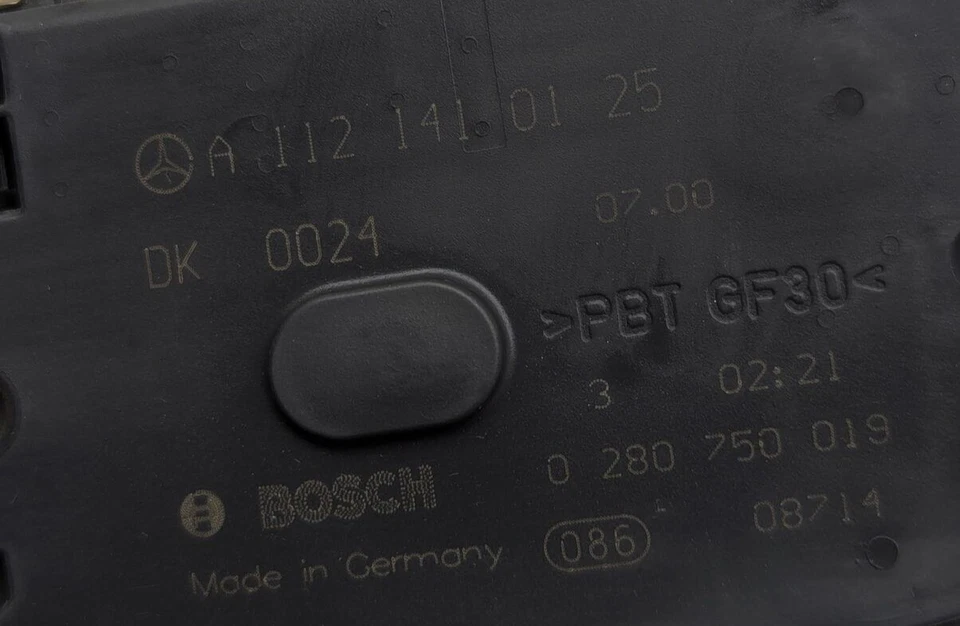 A 112 141 01 25
07.00
DK 0024
>PBT GF30<
3 02:21
0 280 750 019
BOSCH
086 08714
Made in Germany